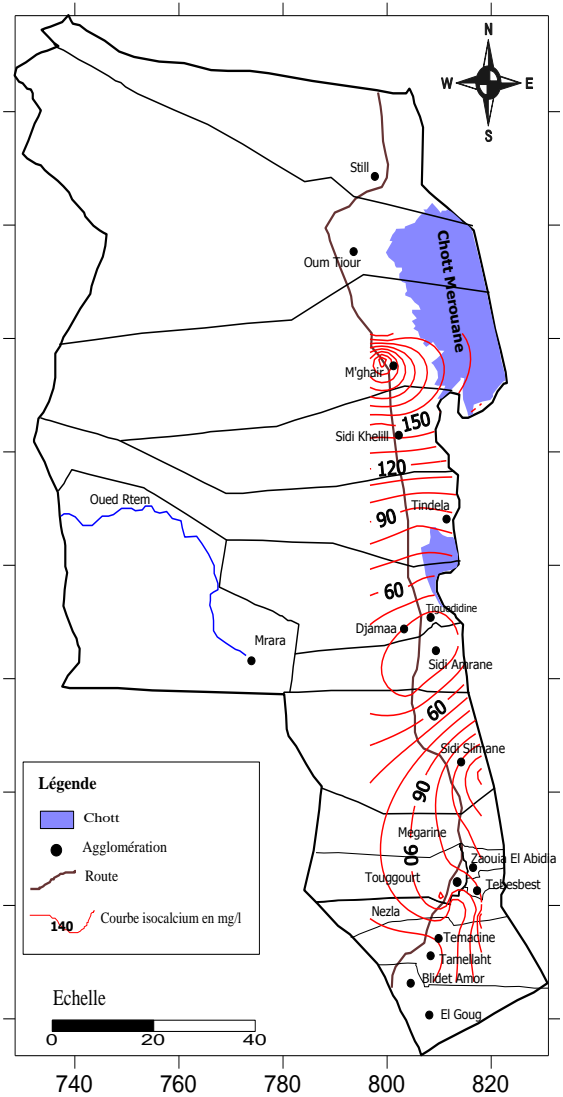 N
W E
S
Still
Oum Tiour
Chott Merouane
M'ghair
150
Sidi Khelill
120
Oued Rtem
90
Tindela
60
Tiguedidine
Djamaa
Mrara
Sidi Amrane
60
Sidi Slimane
90
Megarine
90
Zaouia El Abidia
Touggourt
Tebesbest
Nezla
Temacine
Tamellaht
Blidet Amor
El Goug
Légende
Chott
Agglomération
Route
140
Courbe isocalcium en mg/l
Echelle
0 20 40
740 760 780 800 820